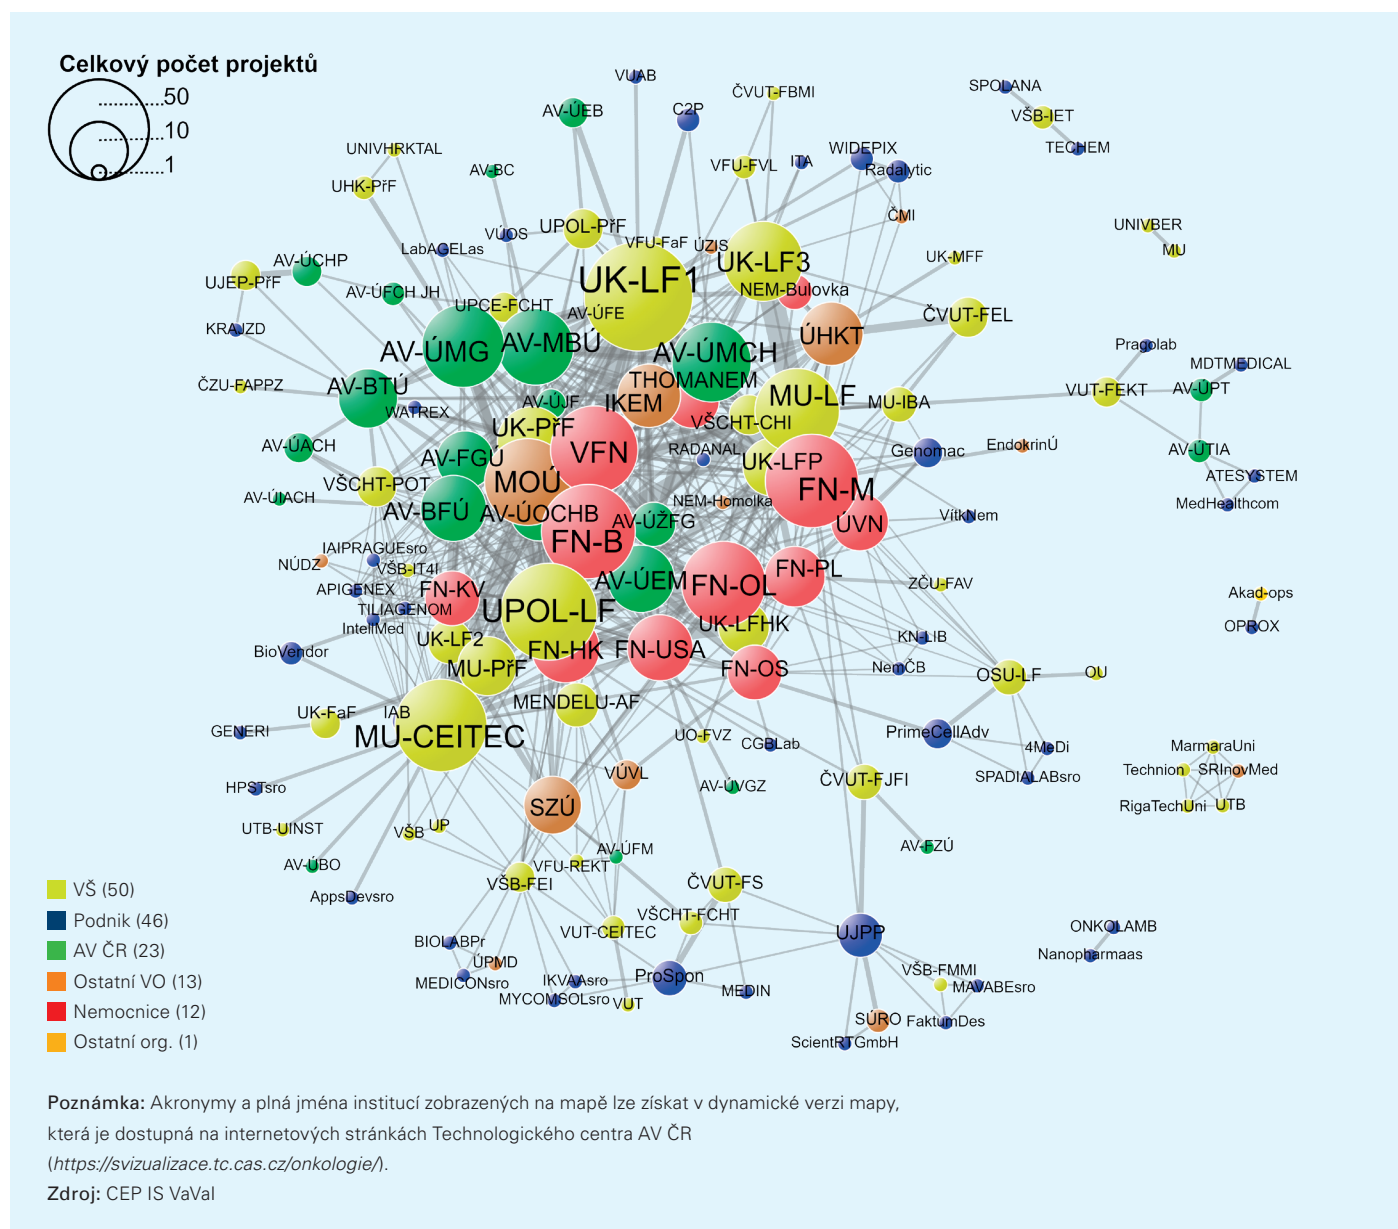 Celkový počet projektů
50
10
1
VUAB
SPOLANA
ČVUT-FBMI
AV-ÚEB
C2P
VŠB-IET
TECHEM
UNIVHRKTAL
AV-BC
VFU-FVL
ITA
WIDEPIX
Radalytic
UHK-PřF
ČMI
UPOL-PřF
UNIVBER
VÚOS
LabAGELas
VFU-FaF
ÚZIS
MU
UK-MFF
AV-ÚCHP
UK-LF3
UJEP-PřF
UK-LF1
NEM-Bulovka
AV-ÚFCH JH
UPCE-FCHT
AV-ÚFE
ČVUT-FEL
KRAJZD
ÚHKT
AV-MBÚ
Pragolab
AV-ÚMG
AV-ÚMCH
MDTMEDICAL
THOMANEM
ČZU-FAPPZ
AV-BTÚ
VUT-FEKT
AV-ÚPT
MU-LF
AV-ÚJF
IKEM
MU-IBA
WATREX
VŠCHT-CHI
UK-PřF
AV-ÚACH
RADANAL
EndokrinÚ
VFN
Genomac
AV-ÚTIA
AV-FGÚ
UK-LFP
ATESYSTEM
VŠCHT-POT
MOÚ
FN-M
AV-ÚIACH
NEM-Homolka
MedHealthcom
AV-BFÚ
AV-ÚOCHB
AV-ÚŽFG
VítkNem
ÚVN
FN-B
IAIPRAGUEsro
NÚDZ
VŠB-IT4I
FN-PL
AV-ÚEM
FN-OL
ZČU-FAV
APIGENEX
FN-KV
Akad-ops
TILIAGENOM
UPOL-LF
IntellMed
UK-LFHK
OPROX
UK-LF2
KN-LIB
BioVendor
FN-HK
FN-USA
MU-PřF
FN-OS
NemČB
OSU-LF
OU
MENDELU-AF
UK-FaF
IAB
GENERI
MU-CEITEC
UO-FVZ
CGBLab
PrimeCellAdv
4MeDi
MarmaraUni
Technion
SRInovMed
VÚVL
ČVUT-FJFI
SPADIALABsro
HPSTsro
AV-ÚVGZ
SZÚ
RigaTechUni
UTB
UTB-UINST
VŠB
UP
AV-FZÚ
AV-ÚFM
AV-ÚBO
VFU-REKT
VŠB-FEI
ČVUT-FS
AppsDevsro
VŠCHT-FCHT
VUT-CEITEC
UJPP
ONKOLAMB
BIOLABPr
Nanopharmaas
ÚPMD
VŠB-FMMI
MEDICONsro
IKVAAsro
ProSpon
MAVABEsro
MYCOMSOLsro
VUT
MEDIN
SÚRO
FaktumDes
ScientRTGmbH
VŠ (50)
Podnik (46)
AV ČR (23)
Ostatní VO (13)
Nemocnice (12)
Ostatní org. (1)
Poznámka: Akronymy a plná jména institucí zobrazených na mapě lze získat v dynamické verzi mapy,
která je dostupná na internetových stránkách Technologického centra AV ČR
(https://svizualizace.tc.cas.cz/onkologie/).
Zdroj: CEP IS VaVaI